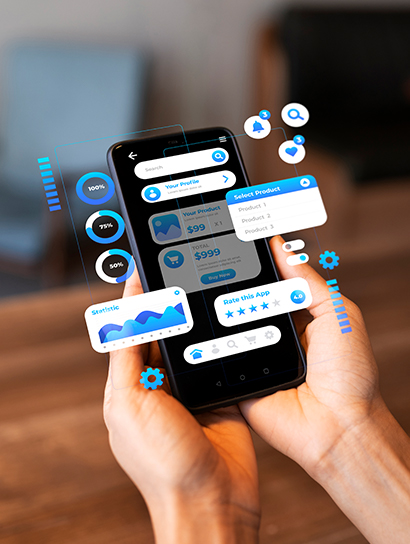 Search
3
3
Your Profile
100%
Select Product
Product 1
Product 2
Product 3
Your Product
$99
X 1
75%
TOTAL
$999
50%
Buy Now
Statistic
Rate this App
4.8